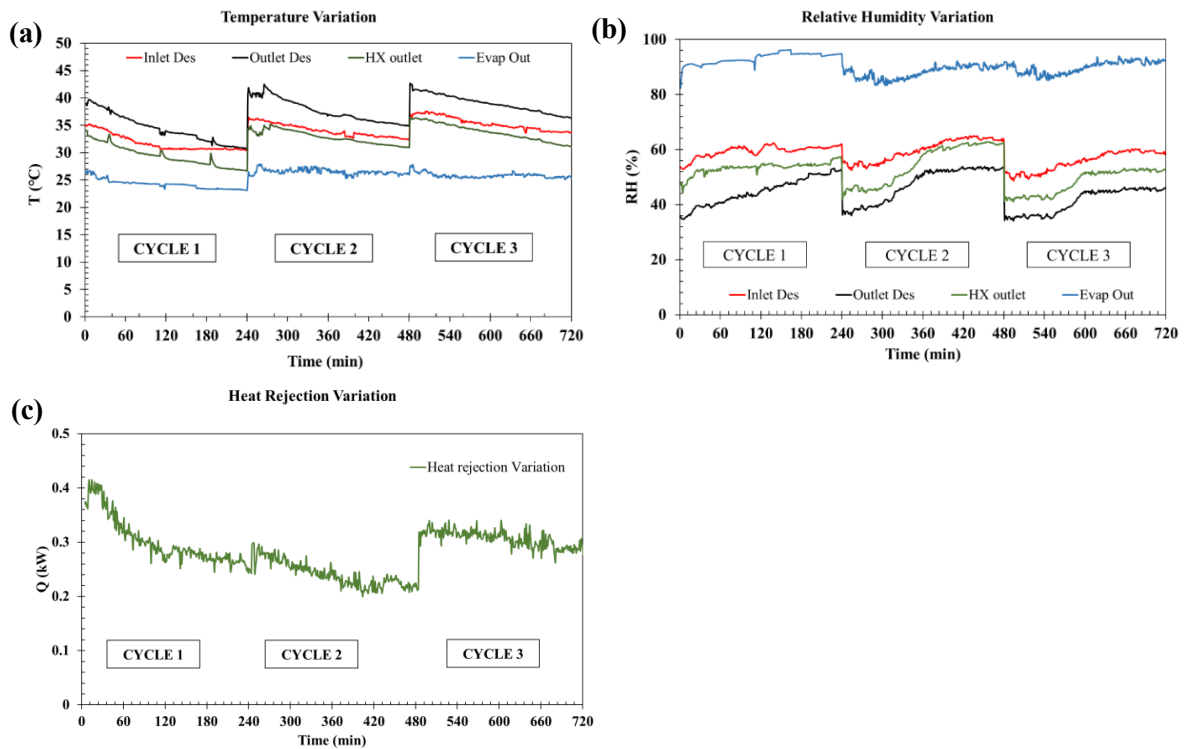 Temperature Variation
(a)
Inlet Des Outlet Des HX outlet Evap Out
50
45
40
35
30
25
20
15
10
5
0
T (°C)
CYCLE 1 CYCLE 2 CYCLE 3
0 60 120 180 240 300 360 420 480 540 600 660 720
Time (min)
Relative Humidity Variation
(b)
100
80
60
40
20
0
RH (%)
CYCLE 1 CYCLE 2 CYCLE 3
Inlet Des Outlet Des HX outlet Evap Out
0 60 120 180 240 300 360 420 480 540 600 660 720
Time (min)
Heat Rejection Variation
(c)
Heat rejection Variation
0.5
0.4
0.3
0.2
0.1
0
Q (kW)
CYCLE 1 CYCLE 2 CYCLE 3
0 60 120 180 240 300 360 420 480 540 600 660 720
Time (min)